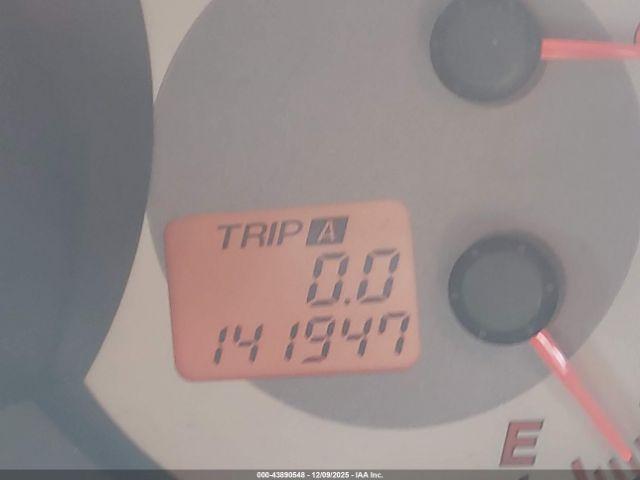 TRIP A
0.0
141947
E
000-43890548 - 12/09/2025 - IAA Inc.